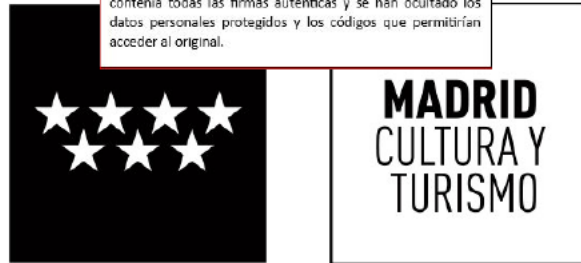 contenía todas las firmas auténticas y se han ocultado los
datos personales protegidos y los códigos que permitirían
acceder al original.
MADRID
CULTURA Y
TURISMO